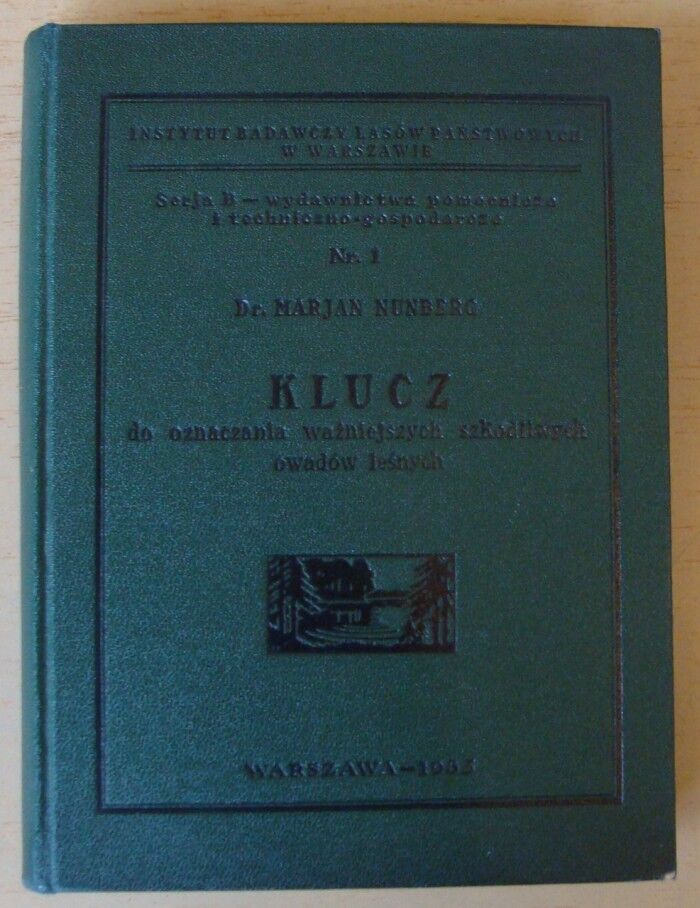 INSTYTUT BADAWCZY LASÓW PAŃSTWOWYCH
W WARSZAWIE
Serja B — wydawnictwa pomocnicze
i techniczno-gospodarcze
Nr. 1
Dr. MARJAN NUNBERG
KLUCZ
do oznaczania ważniejszych szkodliwych
owadów leśnych
WARSZAWA